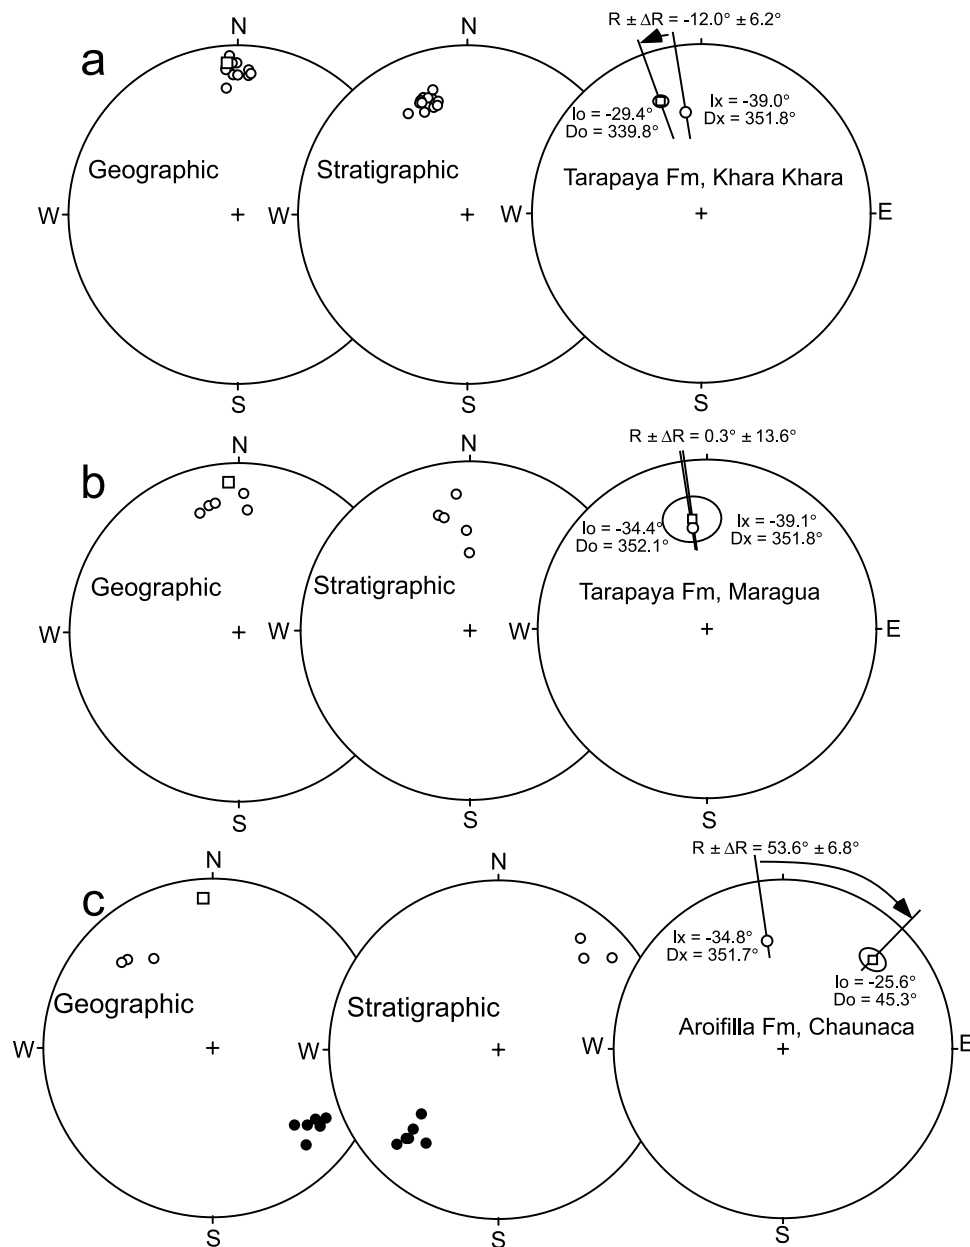 a
N
N
R ± ΔR = -12.0° ± 6.2°
Io = -29.4°
Do = 339.8°
Ix = -39.0°
Dx = 351.8°
Geographic
Stratigraphic
Tarapaya Fm, Khara Khara
W
W
W
E
S
S
S
b
N
N
R ± ΔR = 0.3° ± 13.6°
Io = -34.4°
Do = 352.1°
Ix = -39.1°
Dx = 351.8°
Geographic
Stratigraphic
Tarapaya Fm, Maragua
W
W
W
E
S
S
S
c
N
N
R ± ΔR = 53.6° ± 6.8°
Ix = -34.8°
Dx = 351.7°
Io = -25.6°
Do = 45.3°
Geographic
Stratigraphic
Aroifilla Fm, Chaunaca
W
W
W
E
S
S
S